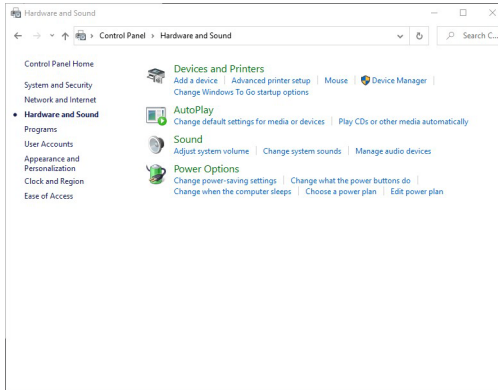 Hardware and Sound
Control Panel > Hardware and Sound
Search C...
Control Panel Home
System and Security
Network and Internet
Hardware and Sound
Programs
User Accounts
Appearance and
Personalization
Clock and Region
Ease of Access
Devices and Printers
Add a device | Advanced printer setup | Mouse | Device Manager |
Change Windows To Go startup options
AutoPlay
Change default settings for media or devices | Play CDs or other media automatically
Sound
Adjust system volume | Change system sounds | Manage audio devices
Power Options
Change power-saving settings | Change what the power buttons do |
Change when the computer sleeps | Choose a power plan | Edit power plan